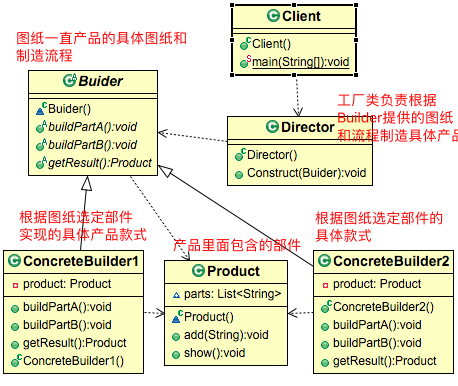 Client
Client()
main(String[]):void
图纸一直产品的具体图纸和
制造流程
Buider
Buider()
buildPartA():void
buildPartB():void
getResult():Product
工厂类负责根据
Builder提供的图纸
和流程制造具体产品
Director
Director()
Construct(Buider):void
根据图纸选定部件
实现的具体产品款式
产品里面包含的部件
根据图纸选定部件的
具体款式
ConcreteBuilder1
product: Product
buildPartA():void
buildPartB():void
getResult():Product
ConcreteBuilder1()
Product
parts: List<String>
Product()
add(String):void
show():void
ConcreteBuilder2
product: Product
ConcreteBuilder2()
buildPartA():void
buildPartB():void
getResult():Product